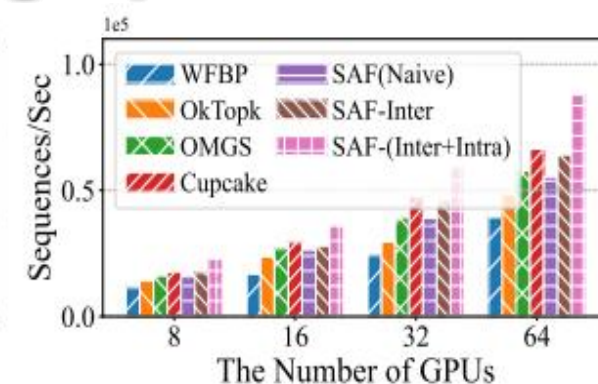 1e5
Sequences/Sec
1.0
0.5
0.0
WFBP SAF(Naive)
OkTopk SAF-Inter
OMGS SAF-(Inter+Intra)
Cupcake
8 16 32 64
The Number of GPUs